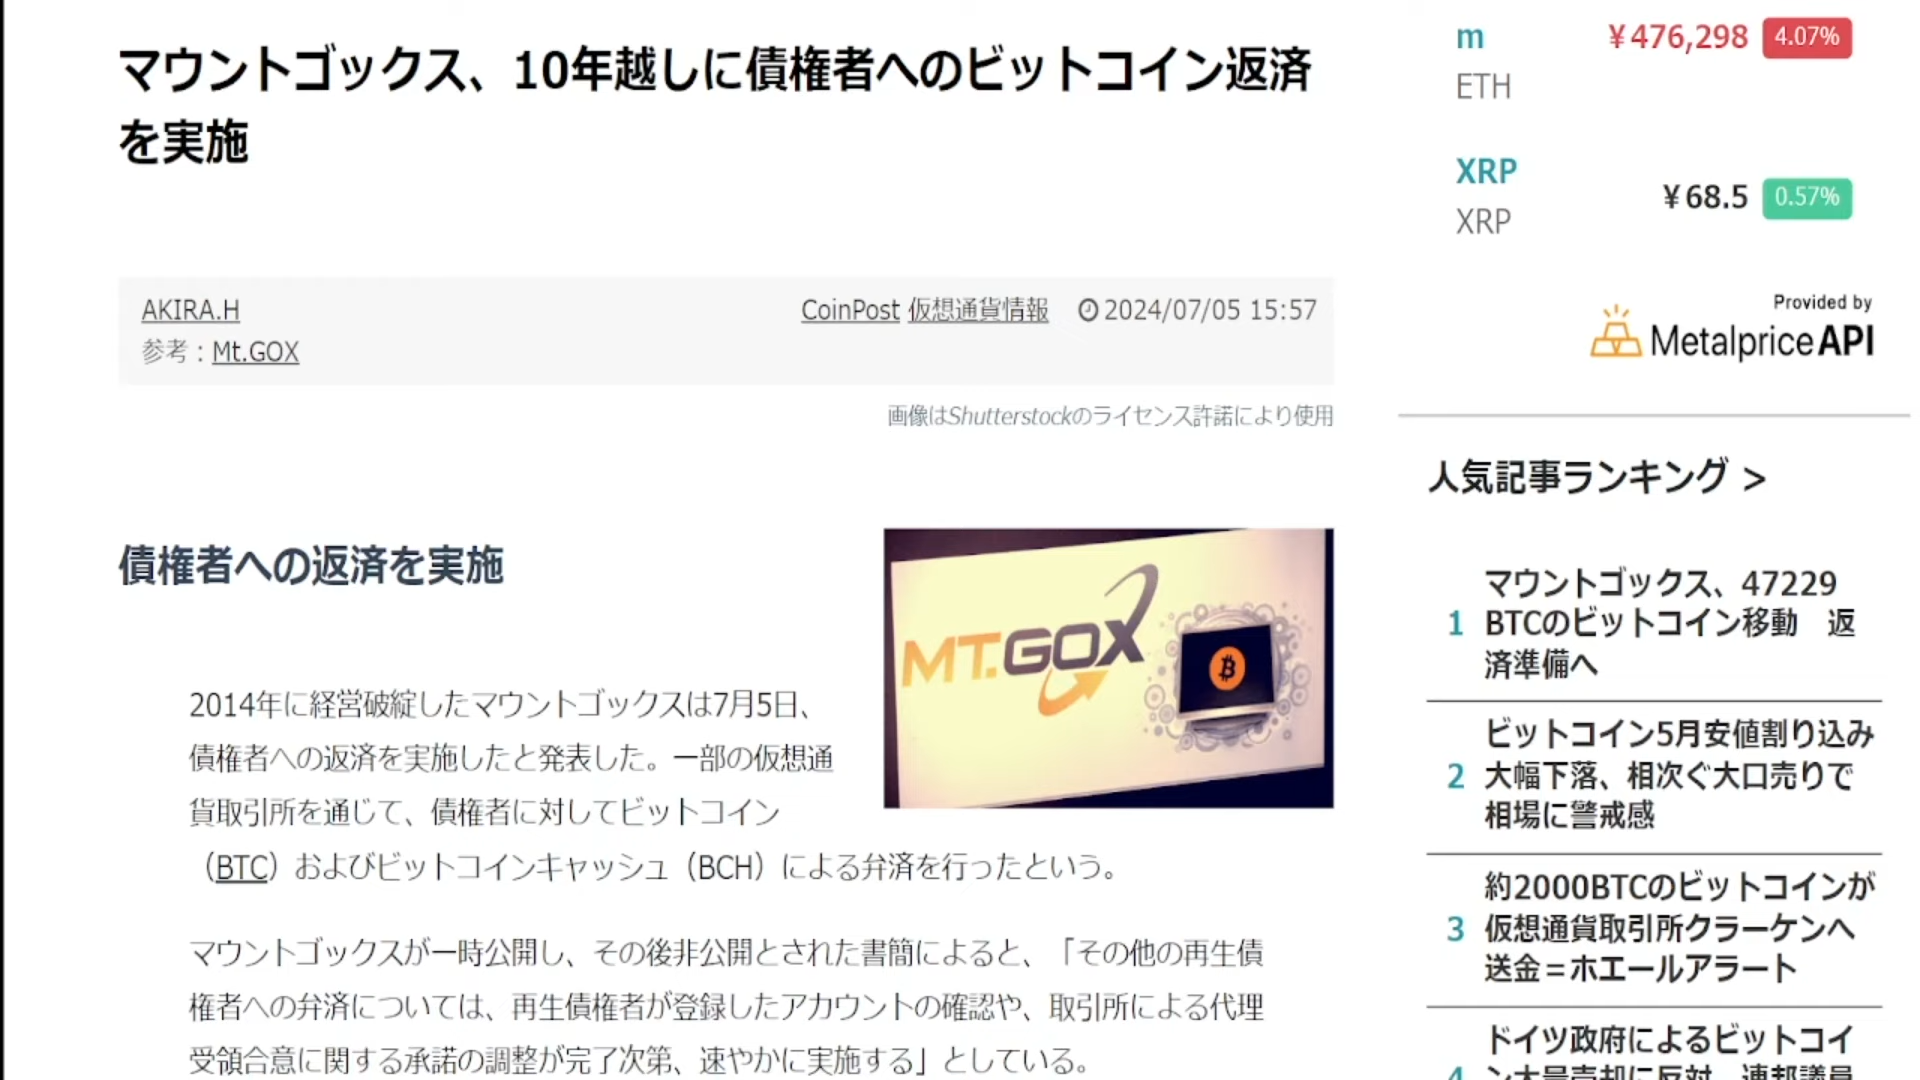 マウントゴックス、10年越しに債権者へのビットコイン返済
を実施
AKIRA.H
CoinPost 仮想通貨情報 2024/07/05 15:57
参考：Mt.GOX
画像はShutterstockのライセンス許諾により使用
債権者への返済を実施
MT.GOX
2014年に経営破綻したマウントゴックスは7月5日、
債権者への返済を実施したと発表した。一部の仮想通
貨取引所を通じて、債権者に対してビットコイン
（BTC）およびビットコインキャッシュ（BCH）による弁済を行ったという。
マウントゴックスが一時公開し、その後非公開とされた書簡によると、「その他の再生債
権者への弁済については、再生債権者が登録したアカウントの確認や、取引所による代理
受領合意に関する承諾の調整が完了次第、速やかに実施する」としている。
m
¥476,298 4.07%
ETH
XRP
¥68.5 0.57%
XRP
Provided by
MetalpriceAPI
人気記事ランキング >
1
マウントゴックス、47229
BTCのビットコイン移動　返
済準備へ
2
ビットコイン5月安値割り込み
大幅下落、相次ぐ大口売りで
相場に警戒感
3
約2000BTCのビットコインが
仮想通貨取引所クラーケンへ
送金＝ホエールアラート
4
ドイツ政府によるビットコイ
ン大量売却に反対　連邦議員